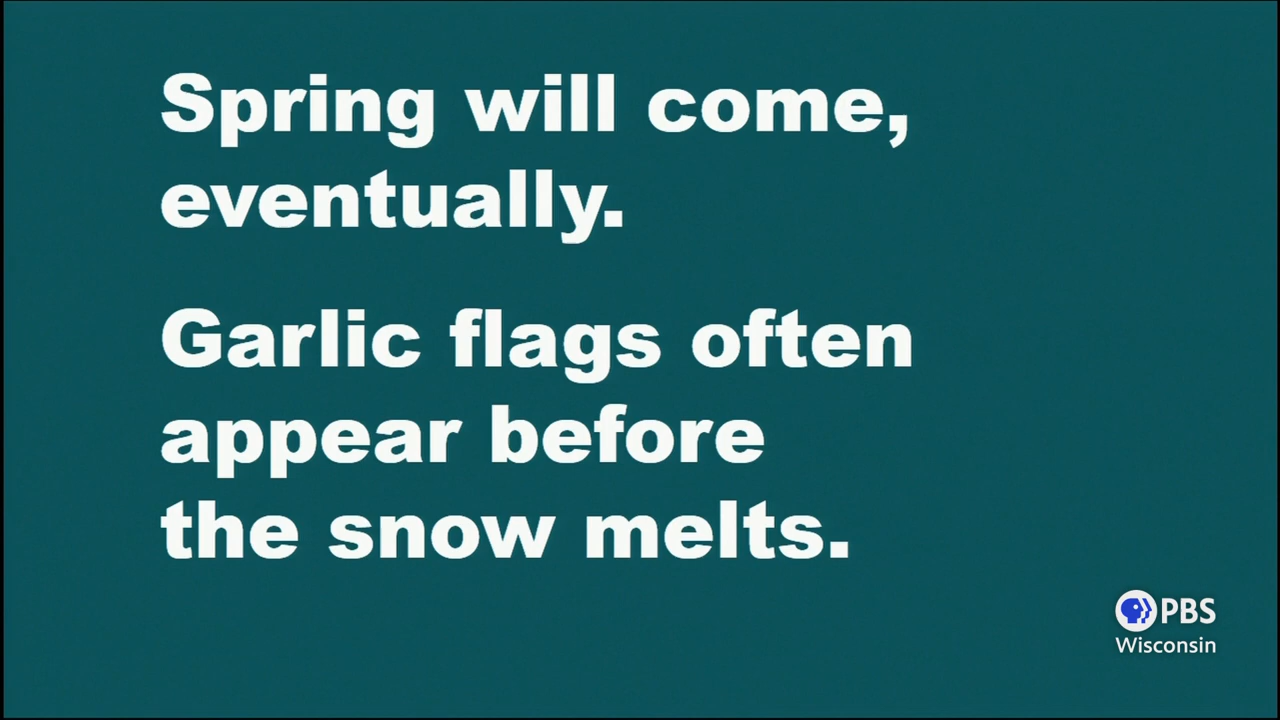 Spring will come,
eventually.
Garlic flags often
appear before
the snow melts.
PBS
Wisconsin